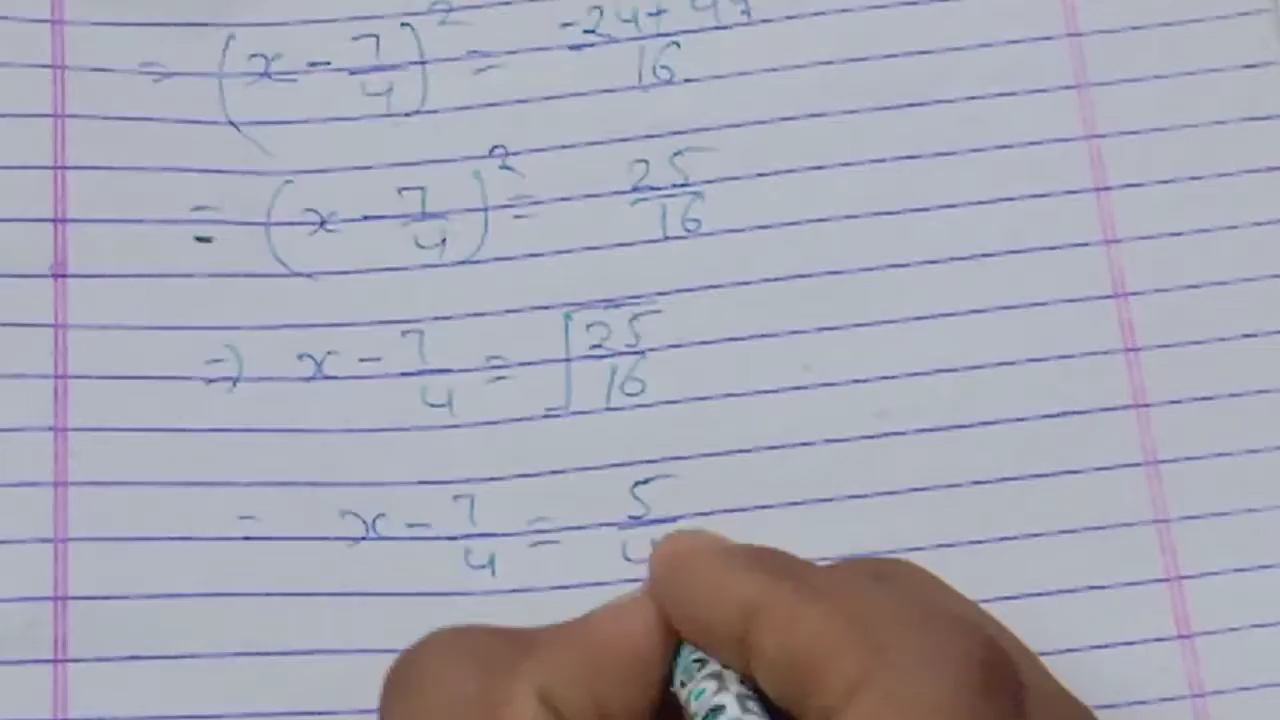 ⇒ (x - 7/4)² = -24+49/16
= (x - 7/4)² = 25/16
⇒ x - 7/4 = √25/16
= x - 7/4 = 5/4